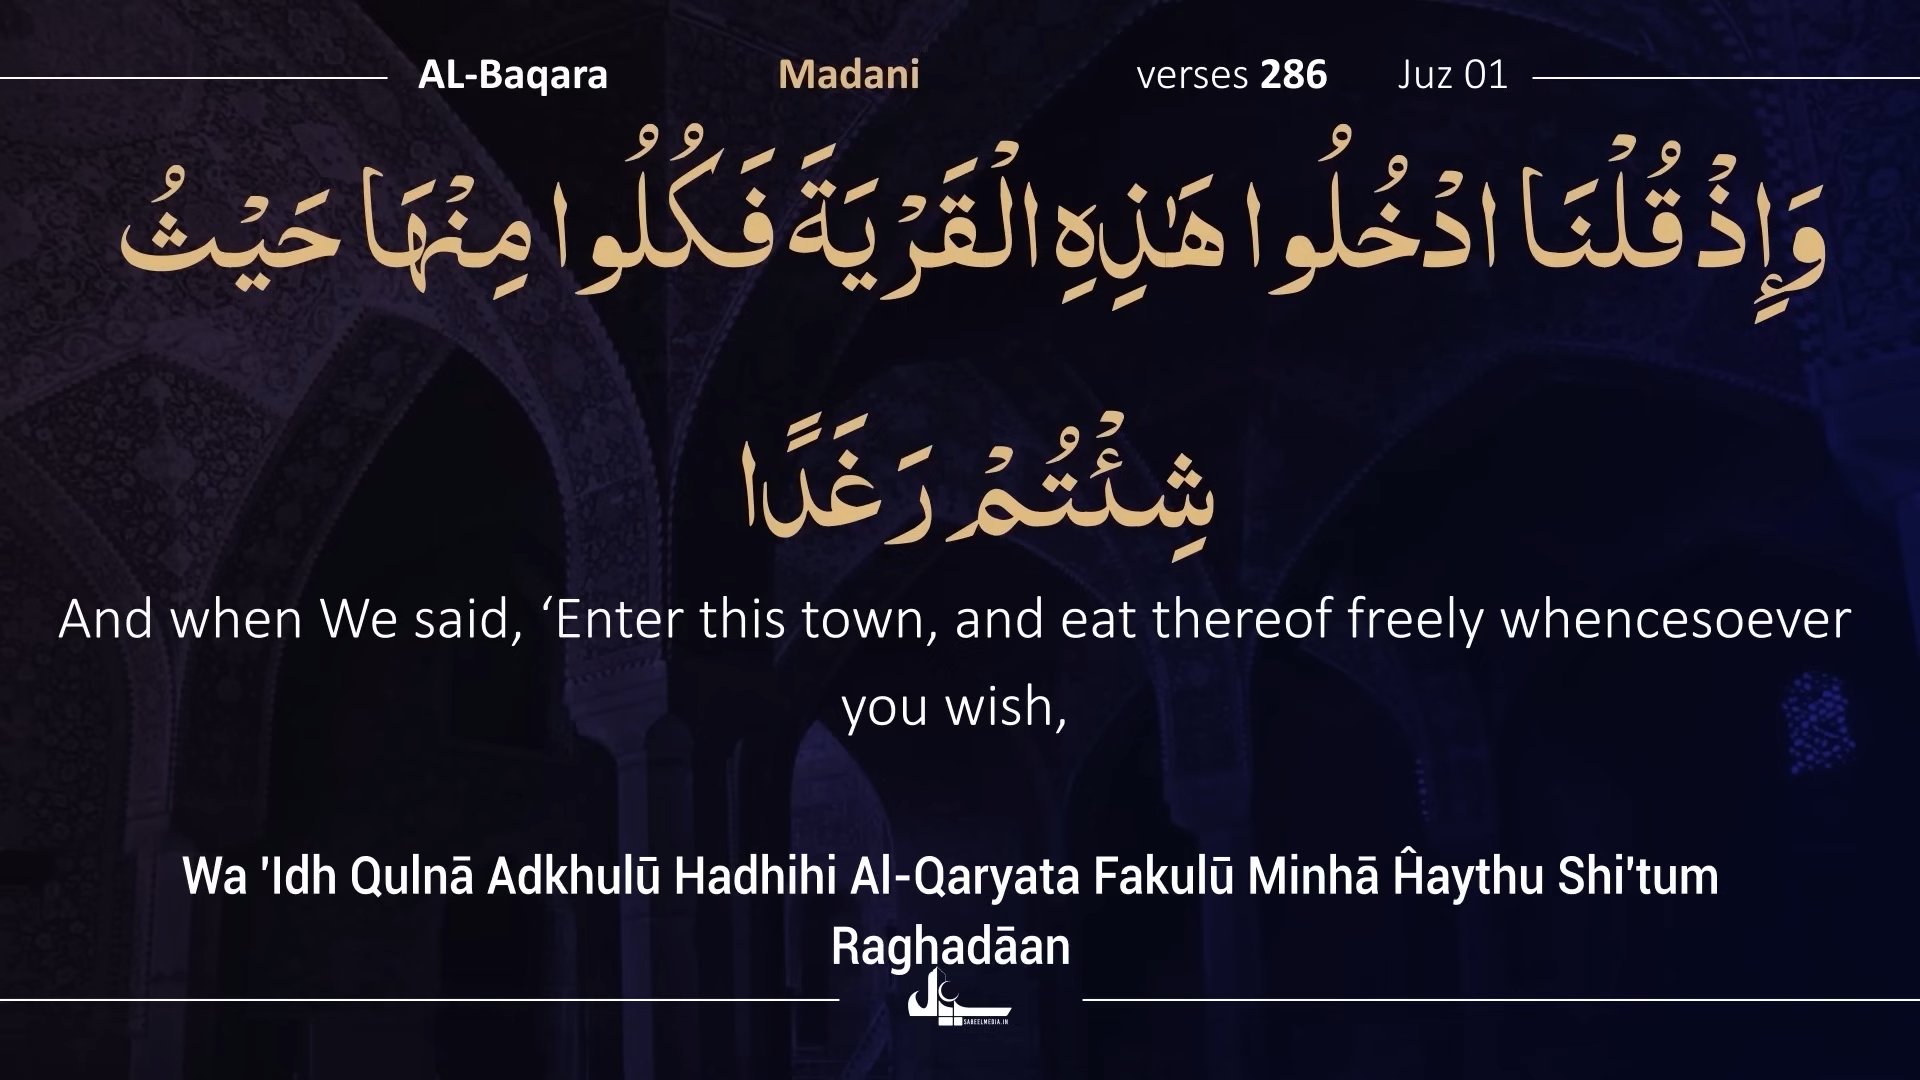 AL-Baqara Madani verses 286 Juz 01
وَإِذْ قُلْنَا ادْخُلُوا هَٰذِهِ الْقَرْيَةَ فَكُلُوا مِنْهَا حَيْثُ
شِئْتُمْ رَغَدًا
And when We said, ‘Enter this town, and eat thereof freely whencesoever
you wish,
Wa 'Idh Qulnā Adkhulū Hadhihi Al-Qaryata Fakulū Minhā Ĥaythu Shi'tum
Raghadāan
SABEELMEDIA.IN